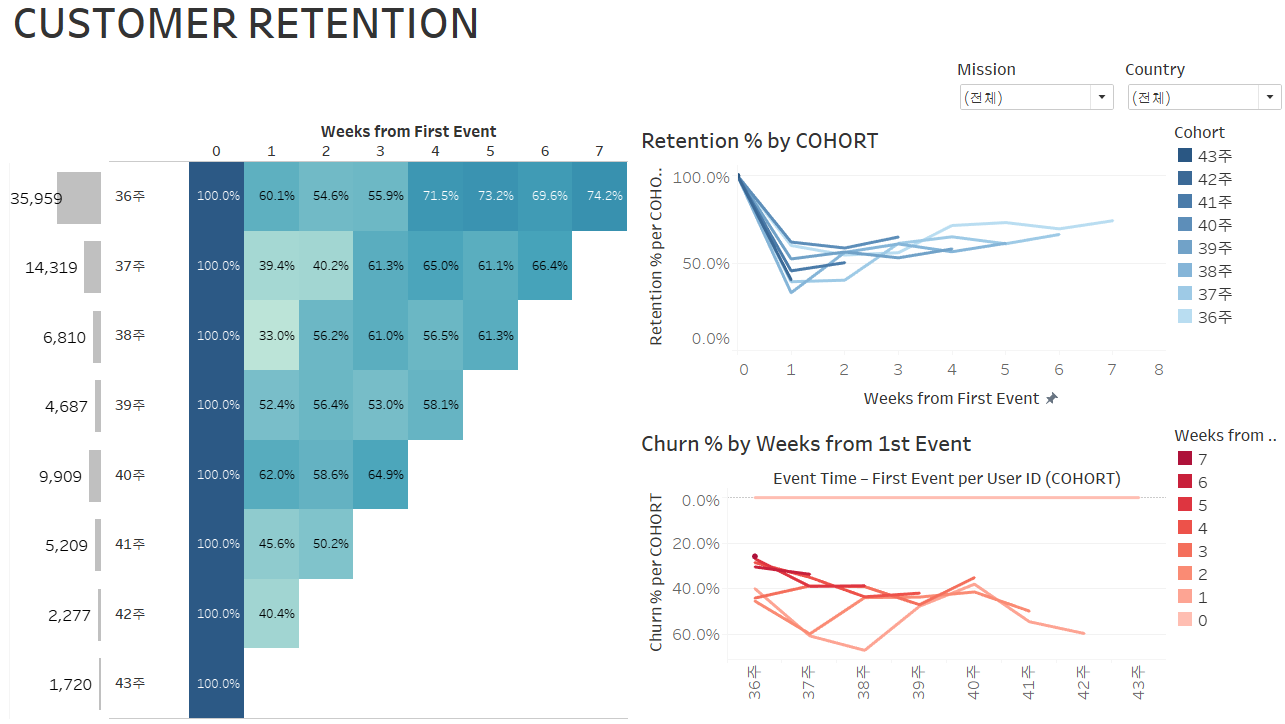 CUSTOMER RETENTION
Mission
Country
(전체)
(전체)
Weeks from First Event
0 1 2 3 4 5 6 7
35,959 36주 100.0% 60.1% 54.6% 55.9% 71.5% 73.2% 69.6% 74.2%
14,319 37주 100.0% 39.4% 40.2% 61.3% 65.0% 61.1% 66.4%
6,810 38주 100.0% 33.0% 56.2% 61.0% 56.5% 61.3%
4,687 39주 100.0% 52.4% 56.4% 53.0% 58.1%
9,909 40주 100.0% 62.0% 58.6% 64.9%
5,209 41주 100.0% 45.6% 50.2%
2,277 42주 100.0% 40.4%
1,720 43주 100.0%
Retention % by COHORT
Retention % per COHO..
100.0%
50.0%
0.0%
0 1 2 3 4 5 6 7 8
Weeks from First Event
Cohort
43주
42주
41주
40주
39주
38주
37주
36주
Churn % by Weeks from 1st Event
Event Time – First Event per User ID (COHORT)
Churn % per COHORT
0.0%
20.0%
40.0%
60.0%
36주 37주 38주 39주 40주 41주 42주 43주
Weeks from ..
7
6
5
4
3
2
1
0